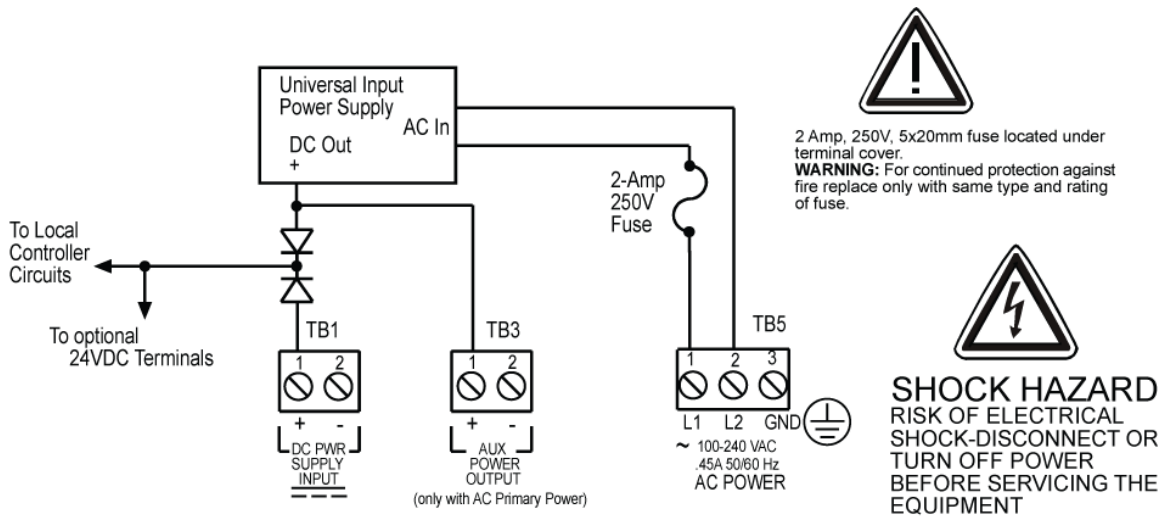 Universal Input
Power Supply
AC In
DC Out
+
2-Amp
250V
Fuse
To Local
Controller
Circuits
To optional
24VDC Terminals
TB1
1 2
+ -
DC PWR
SUPPLY
INPUT
TB3
1 2
+ -
AUX
POWER
OUTPUT
(only with AC Primary Power)
TB5
1 2 3
L1 L2 GND
~ 100-240 VAC
.45A 50/60 Hz
AC POWER
!
2 Amp, 250V, 5x20mm fuse located under
terminal cover.
WARNING: For continued protection against
fire replace only with same type and rating
of fuse.
SHOCK HAZARD
RISK OF ELECTRICAL
SHOCK-DISCONNECT OR
TURN OFF POWER
BEFORE SERVICING THE
EQUIPMENT